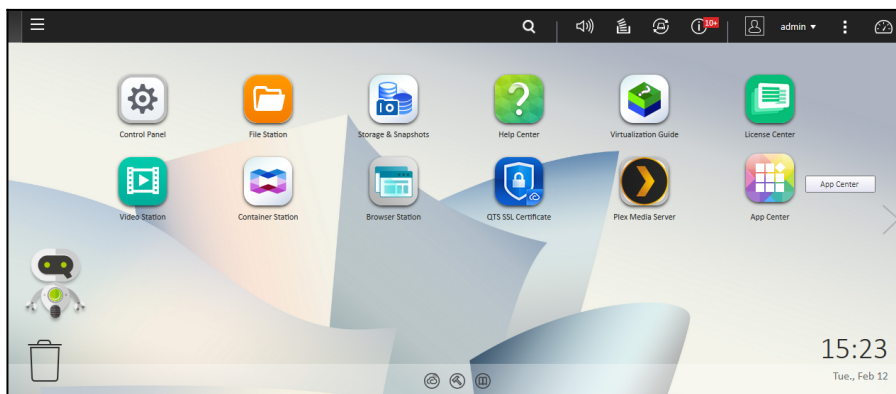 10+
admin
Control Panel
File Station
Storage & Snapshots
Help Center
Virtualization Guide
License Center
Video Station
Container Station
Browser Station
QTS SSL Certificate
Plex Media Server
App Center
App Center
15:23
Tue., Feb 12